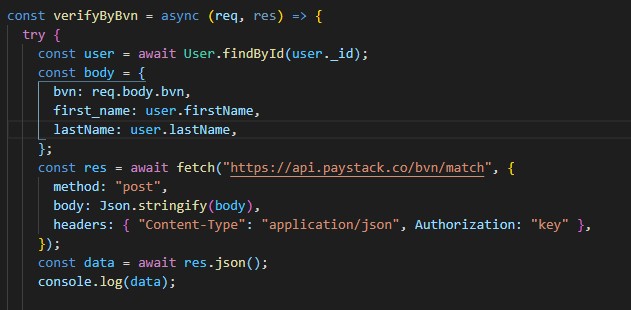 const verifyByBvn = async (req, res) => {
try {
const user = await User.findById(user._id);
const body = {
bvn: req.body.bvn,
first_name: user.firstName,
lastName: user.lastName,
};
const res = await fetch("https://api.paystack.co/bvn/match", {
method: "post",
body: Json.stringify(body),
headers: { "Content-Type": "application/json", Authorization: "key" },
});
const data = await res.json();
console.log(data);